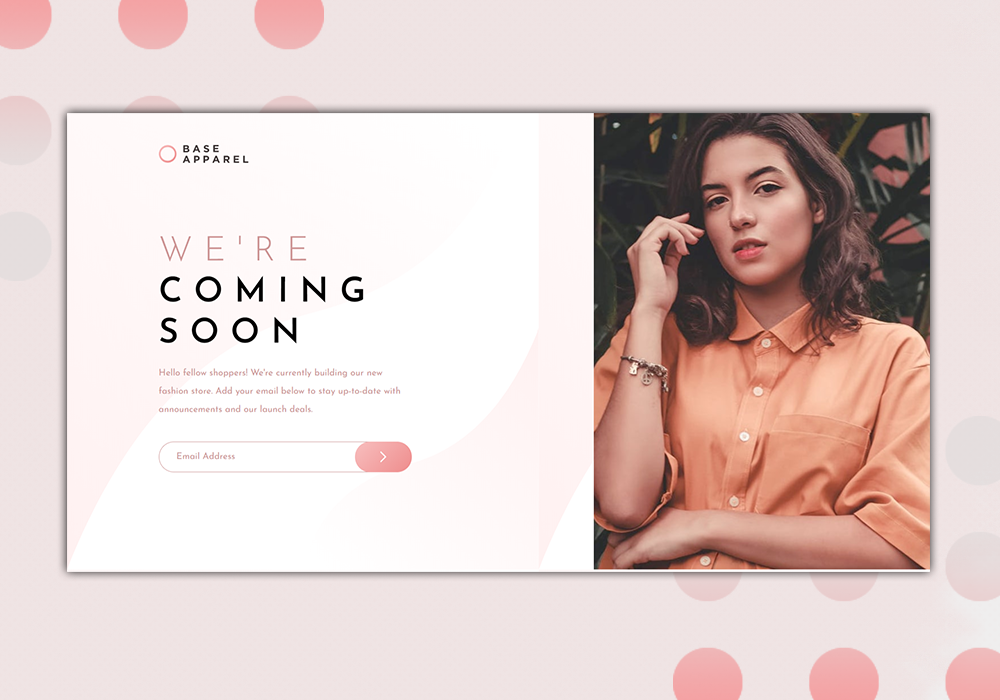 BASE
APPAREL
WE'RE
COMING
SOON
Hello fellow shoppers! We're currently building our new
fashion store. Add your email below to stay up-to-date with
announcements and our launch deals.
Email Address